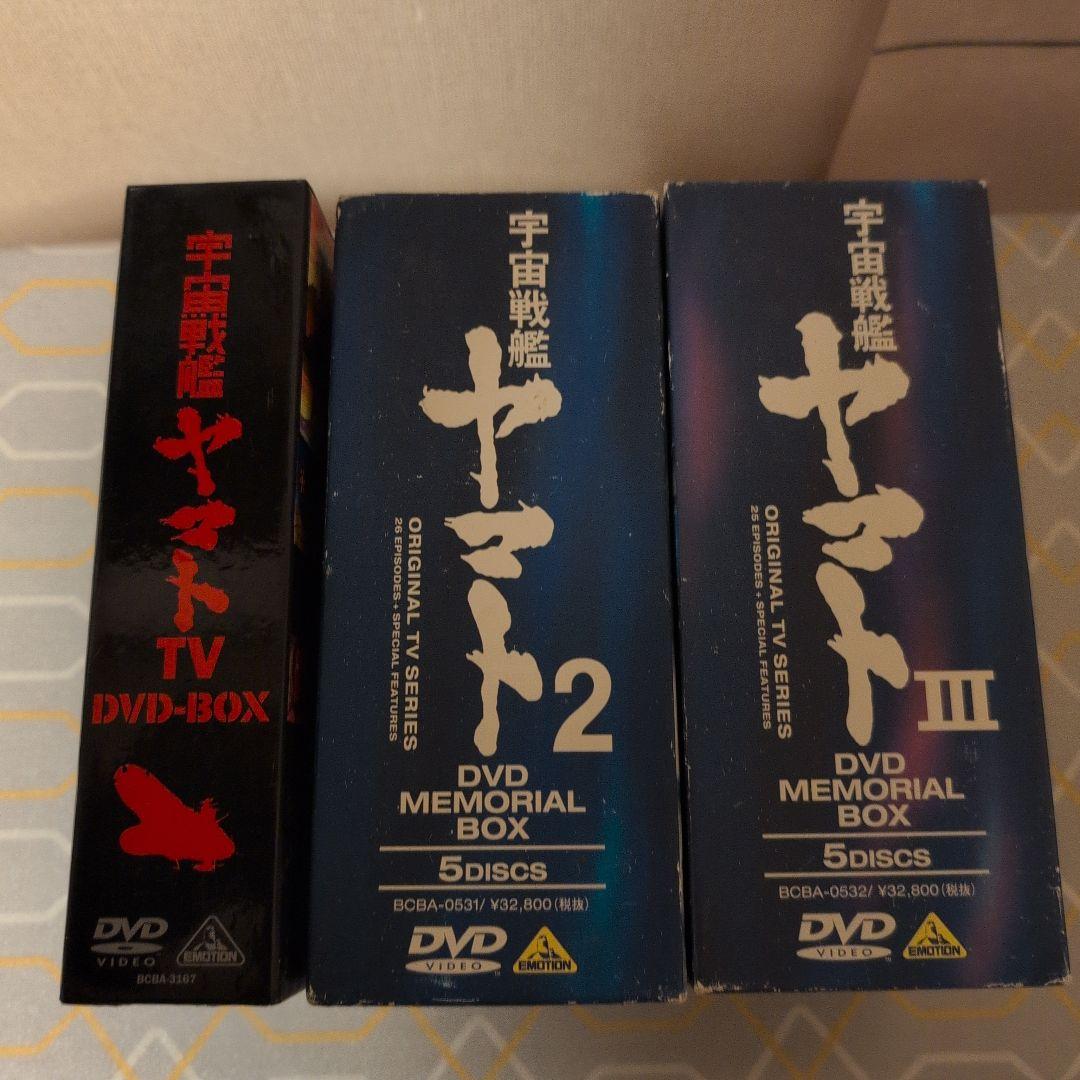 宇宙戦艦
ヤマト
TV
DVD-BOX
DVD
VIDEO
EMOTION
BCBA-3167
宇宙戦艦
ヤマト
2
ORIGINAL TV SERIES
26 EPISODES + SPECIAL FEATURES
DVD
MEMORIAL
BOX
5DISCS
BCBA-0531/ ¥32,800(税抜)
DVD
VIDEO
TM
EMOTION
宇宙戦艦
ヤマト
III
ORIGINAL TV SERIES
25 EPISODES + SPECIAL FEATURES
DVD
MEMORIAL
BOX
5DISCS
BCBA-0532/ ¥32,800(税抜)
DVD
VIDEO
TM
EMOTION